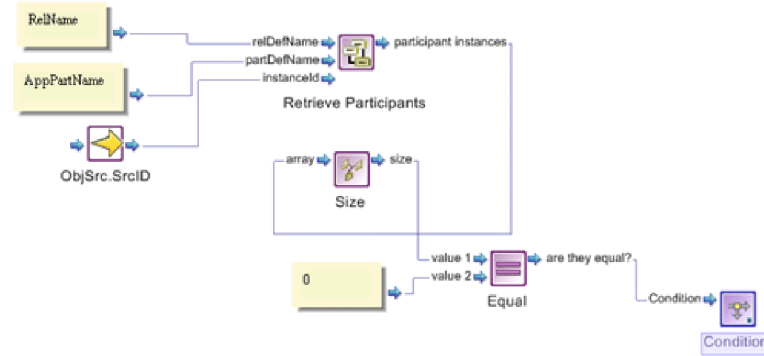 RelName
relDefName
participant instances
partDefName
AppPartName
instanceId
Retrieve Participants
ObjSrc.SrcID
array
size
Size
value 1
are they equal?
0
value 2
Equal
Condition
Condition